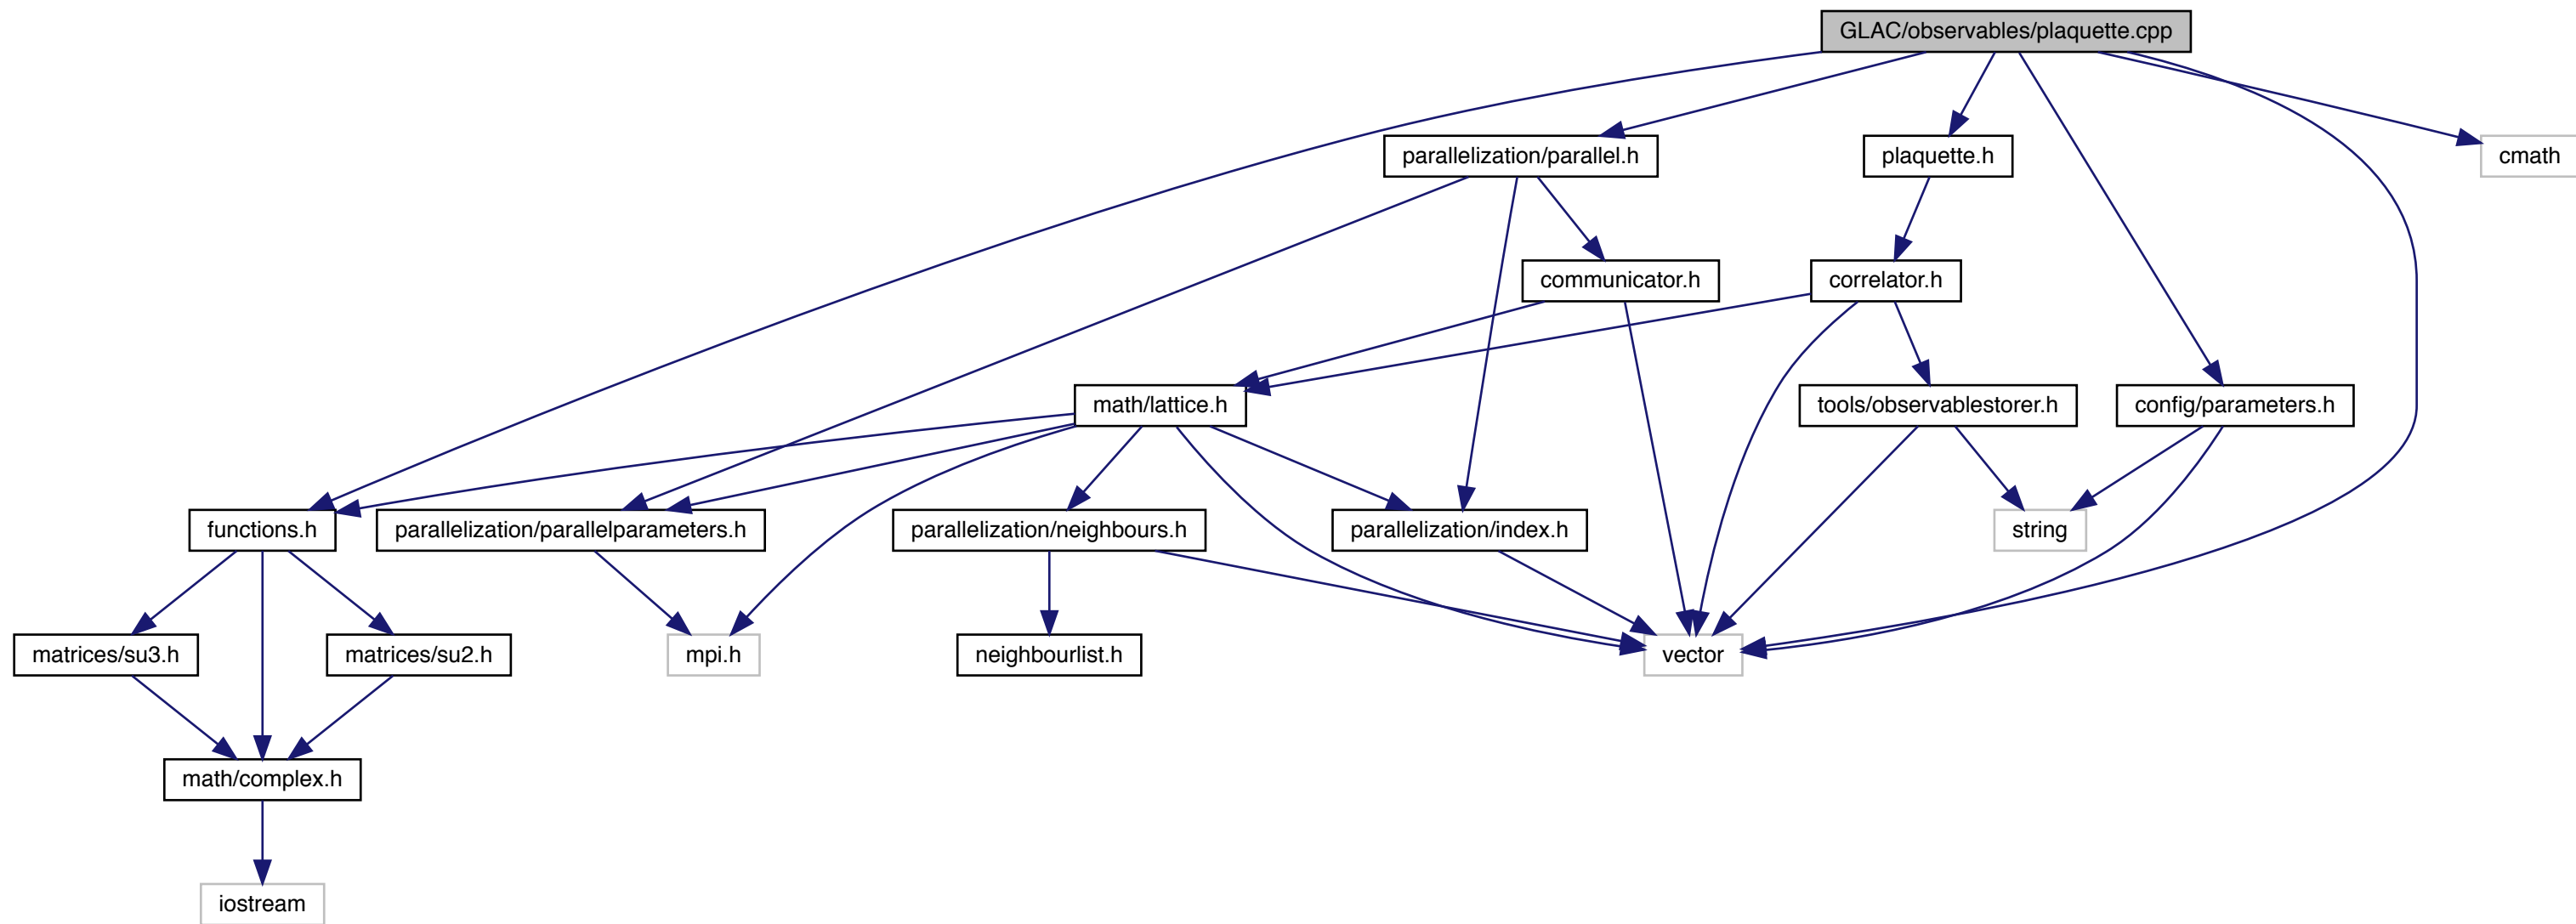 GLAC/observables/plaquette.cpp
parallelization/parallel.h
plaquette.h
cmath
communicator.h
correlator.h
math/lattice.h
tools/observablestorer.h
config/parameters.h
functions.h
parallelization/parallelparameters.h
parallelization/neighbours.h
parallelization/index.h
string
matrices/su3.h
matrices/su2.h
mpi.h
neighbourlist.h
vector
math/complex.h
iostream